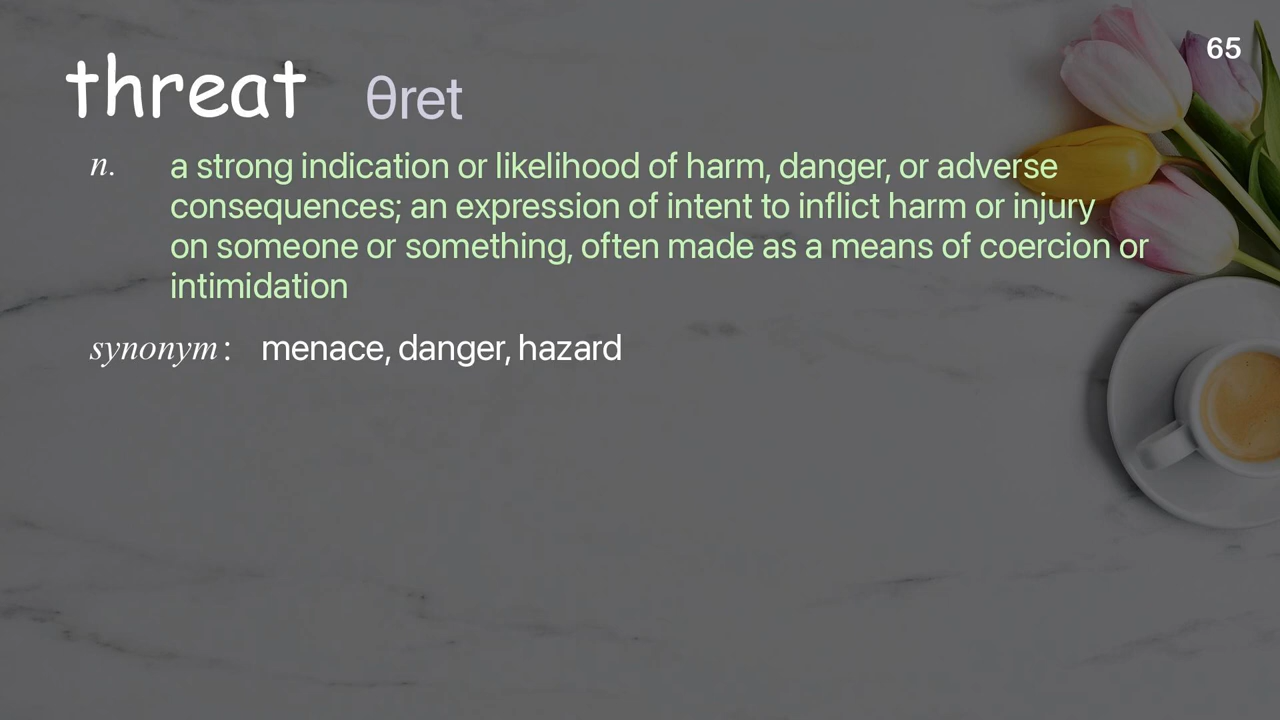 65
threat θret
n. a strong indication or likelihood of harm, danger, or adverse
consequences; an expression of intent to inflict harm or injury
on someone or something, often made as a means of coercion or
intimidation
synonym: menace, danger, hazard